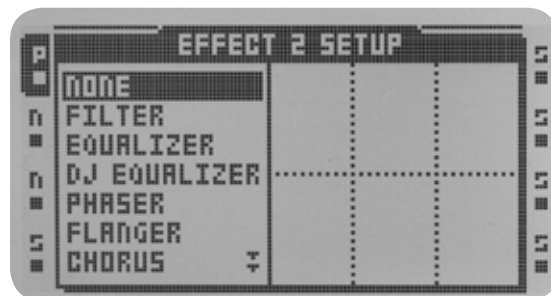 EFFECT 2 SETUP
P
n
n
S
NONE
FILTER
EQUALIZER
DJ EQUALIZER
PHASER
FLANGER
CHORUS
S
S
S
S